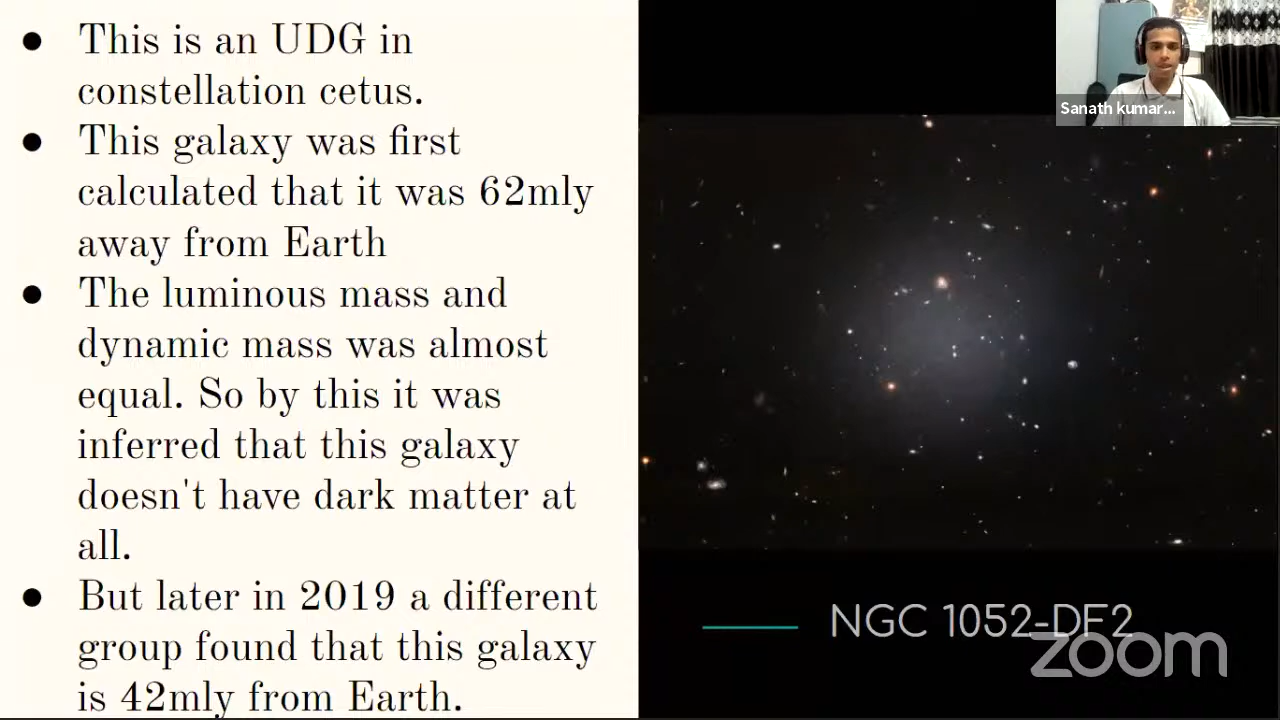 ● This is an UDG in
constellation cetus.
● This galaxy was first
calculated that it was 62mly
away from Earth
● The luminous mass and
dynamic mass was almost
equal. So by this it was
inferred that this galaxy
doesn't have dark matter at
all.
● But later in 2019 a different
group found that this galaxy
is 42mly from Earth.
Sanath kumar...
NGC 1052-DF2
zoom